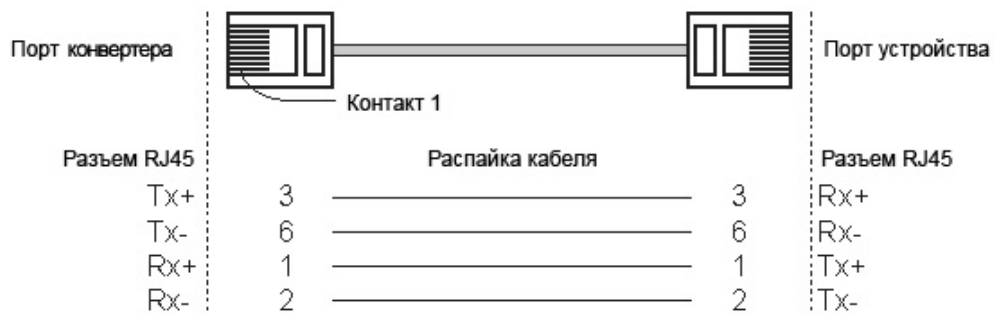 Порт конвертера Порт устройства
Контакт 1
Разъем RJ45 Распайка кабеля Разъем RJ45
Tx+ 3 3 Rx+
Tx- 6 6 Rx-
Rx+ 1 1 Tx+
Rx- 2 2 Tx-